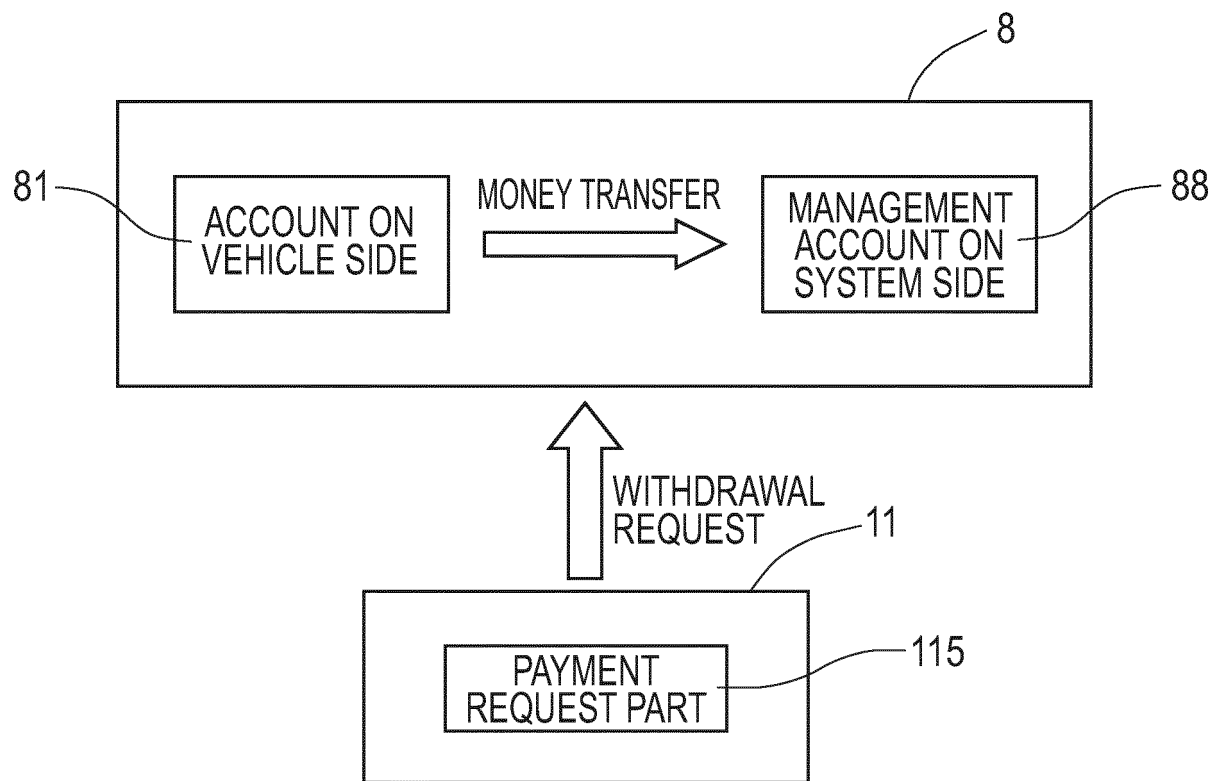 8
81
ACCOUNT ON
VEHICLE SIDE
MONEY TRANSFER
MANAGEMENT
ACCOUNT ON
SYSTEM SIDE
88
WITHDRAWAL
REQUEST
11
PAYMENT
REQUEST PART
115